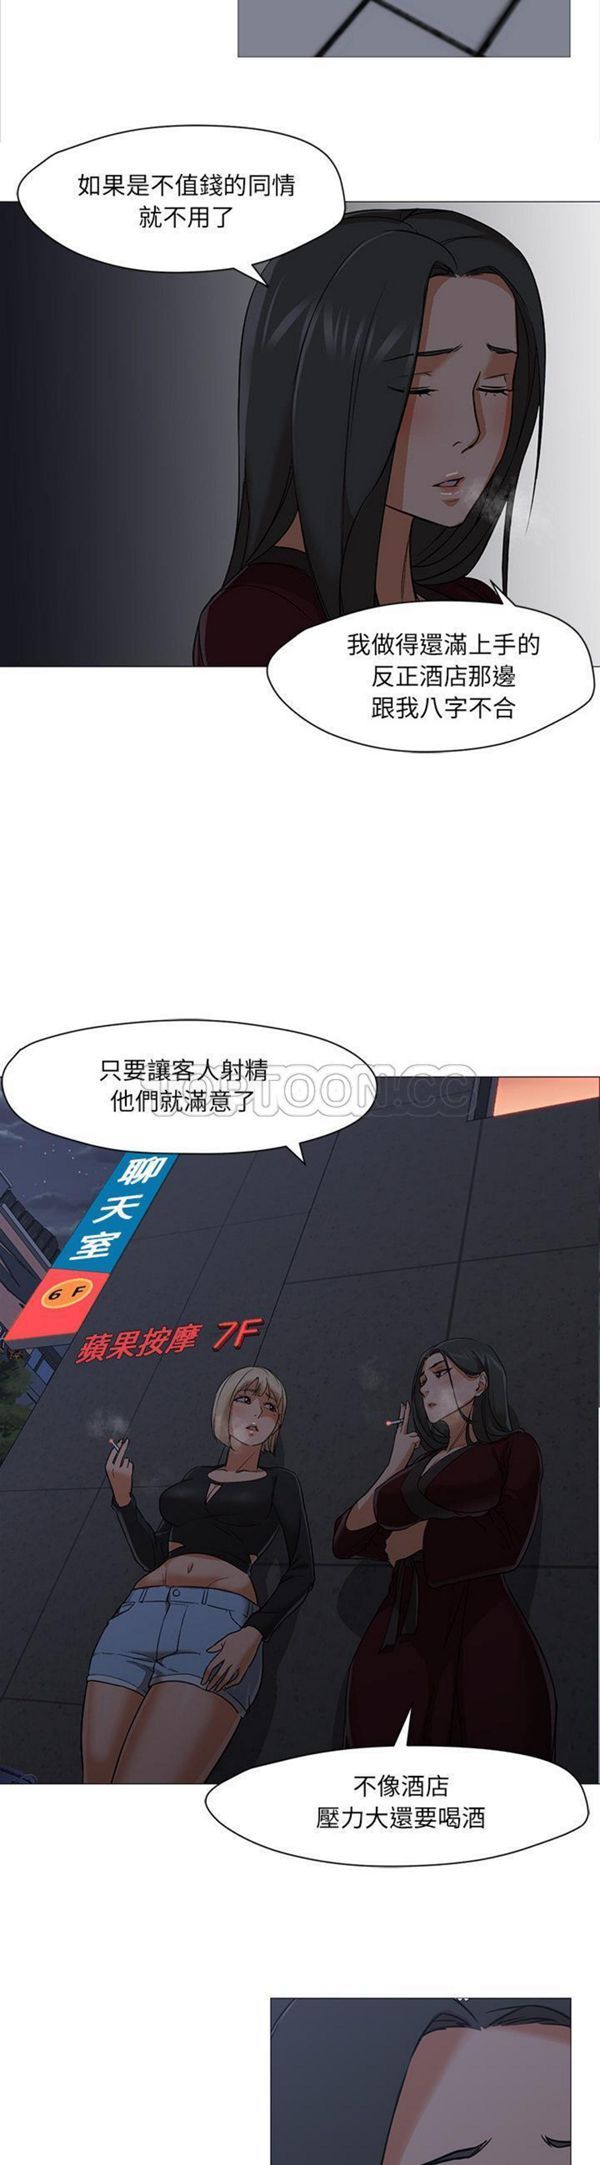 如果是不值錢的同情
就不用了
我做得還滿上手的
反正酒店那邊
跟我八字不合
只要讓客人射精
他們就滿意了
TOPTOON.CC
聊天室
6F
蘋果按摩 7F
不像酒店
壓力大還要喝酒